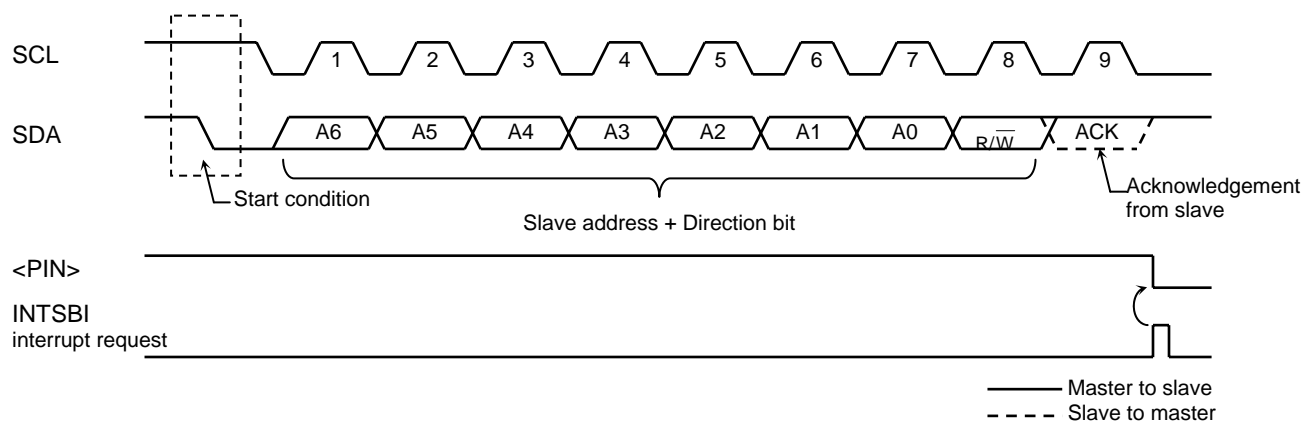 SCL 1 2 3 4 5 6 7 8 9
SDA A6 A5 A4 A3 A2 A1 A0 R/W̅ ACK
Start condition
Slave address + Direction bit
Acknowledgement
from slave
<PIN>
INTSBI
interrupt request
Master to slave
Slave to master